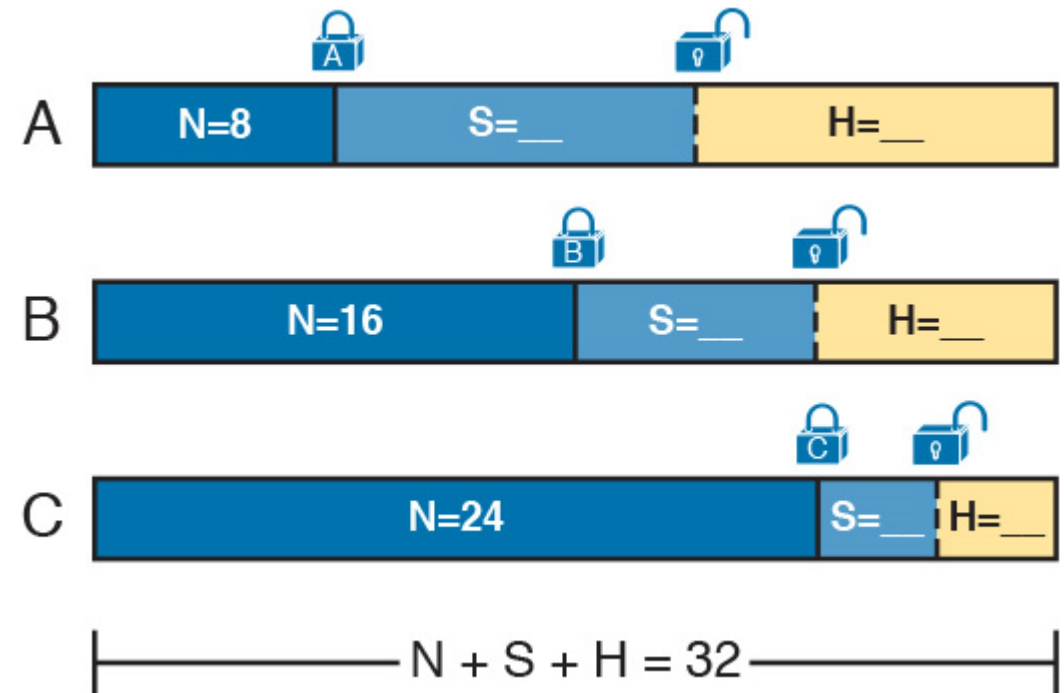 A
A N=8 S=__ H=__
B
B N=16 S=__ H=__
C
C N=24 S=__ H=__
N + S + H = 32